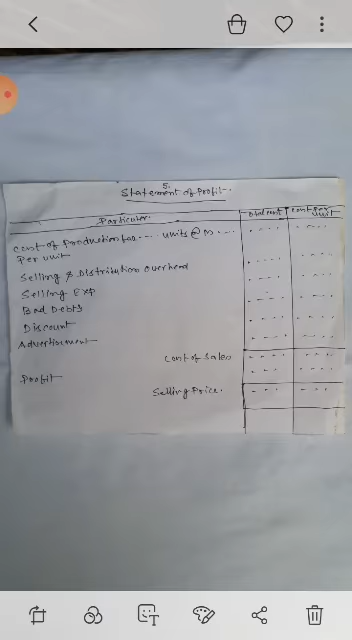 5.
Statement of Profit.
Particular. Total cost cost per unit
cost of Production for .... units @ Rs ....
Per unit
Selling & Distribution overhead
Selling Exp
Bad Debts
Discount
Advertisement
cost of Sales
Profit
Selling Price.